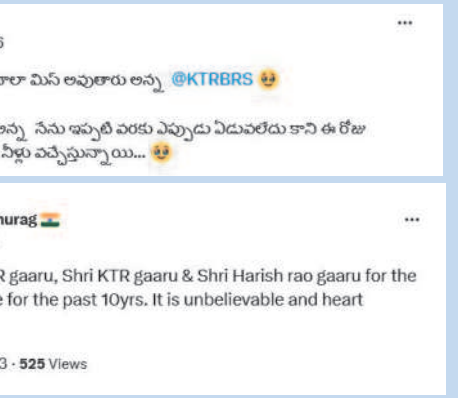 మిస్ అవుతారు అన్న @KTRBRS 🥹
అన్న నేను ఇప్పటి వరకు ఎప్పుడు ఏడువలేదు కాని ఈ రోజు
నీళ్లు వచ్చేస్తున్నాయి... 🥹
nurag 🇮🇳
R gaaru, Shri KTR gaaru & Shri Harish rao gaaru for the
e for the past 10yrs. It is unbelievable and heart
3 · 525 Views